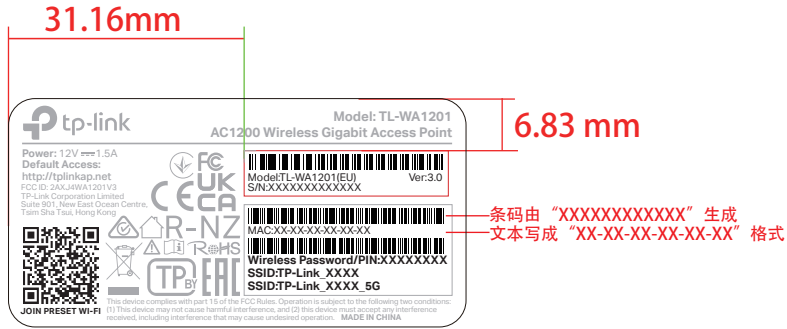 31.16mm
6.83 mm
tp-link
Model: TL-WA1201
AC1200 Wireless Gigabit Access Point
Power: 12V⎓1.5A
Default Access:
http://tplinkap.net
FCC ID: 2AXJ4WA1201V3
TP-Link Corporation Limited
Suite 901, New East Ocean Centre,
Tsim Sha Tsui, Hong Kong
FC
CE
UK
CA
R-NZ
RoHS
TP BY
EAC
JOIN PRESET WI-FI
Model:TL-WA1201(EU) Ver:3.0
S/N:XXXXXXXXXXXXX
MAC:XX-XX-XX-XX-XX-XX
Wireless Password/PIN:XXXXXXXX
SSID:TP-Link_XXXX
SSID:TP-Link_XXXX_5G
This device complies with part 15 of the FCC Rules. Operation is subject to the following two conditions:
(1) This device may not cause harmful interference, and (2) this device must accept any interference
received, including interference that may cause undesired operation. MADE IN CHINA
条码由“XXXXXXXXXXXX”生成
文本写成“XX-XX-XX-XX-XX-XX”格式